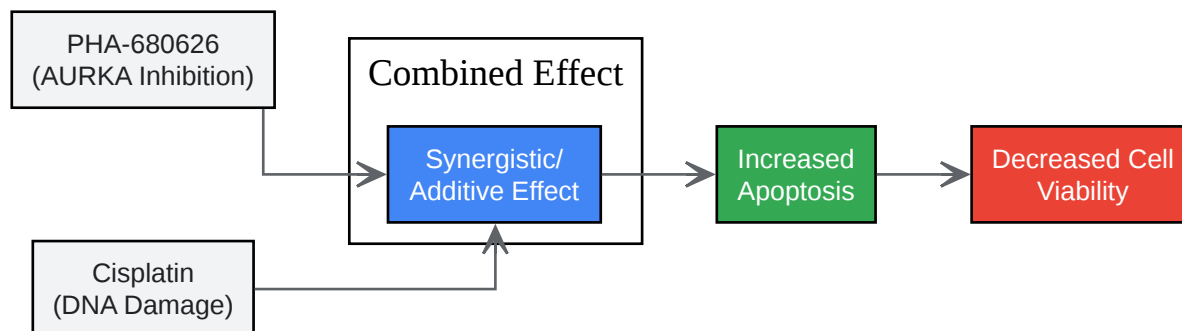 PHA-680626
(AURKA Inhibition)
Combined Effect
Synergistic/
Additive Effect
Increased
Apoptosis
Decreased Cell
Viability
Cisplatin
(DNA Damage)